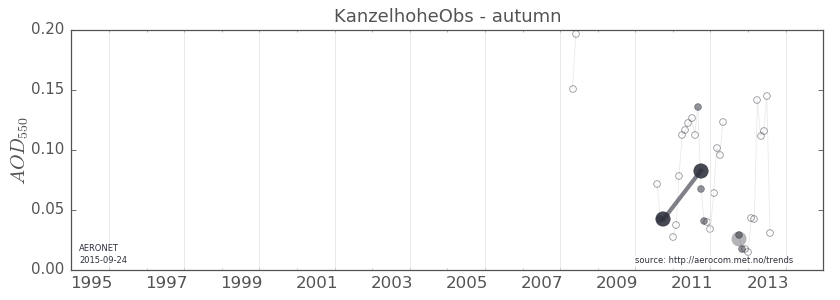 KanzelhoheObs - autumn
0.20
0.15
0.10
0.05
0.00
AOD550
AERONET
2015-09-24
source: http://aerocom.met.no/trends
1995 1997 1999 2001 2003 2005 2007 2009 2011 2013